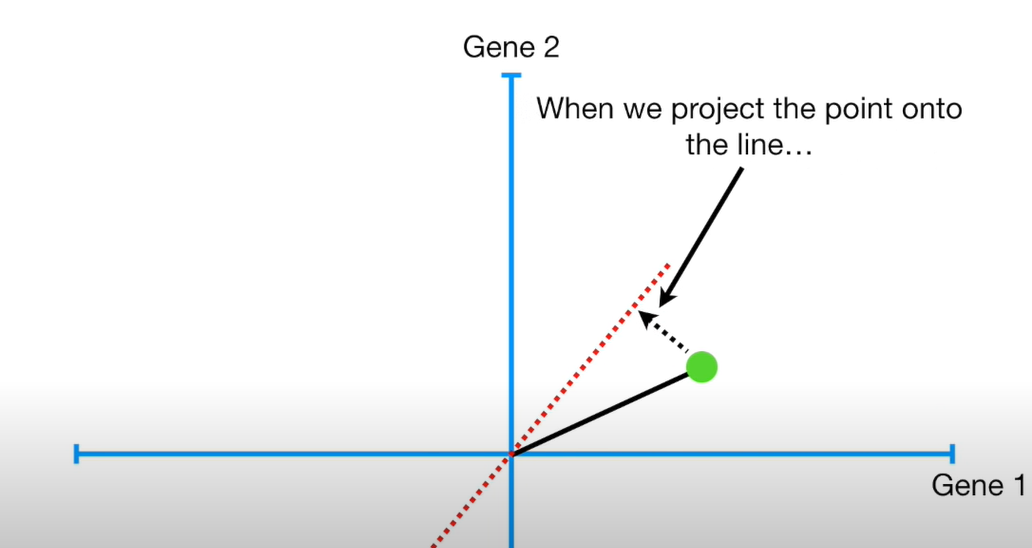 Gene 2
When we project the point onto
the line…
Gene 1